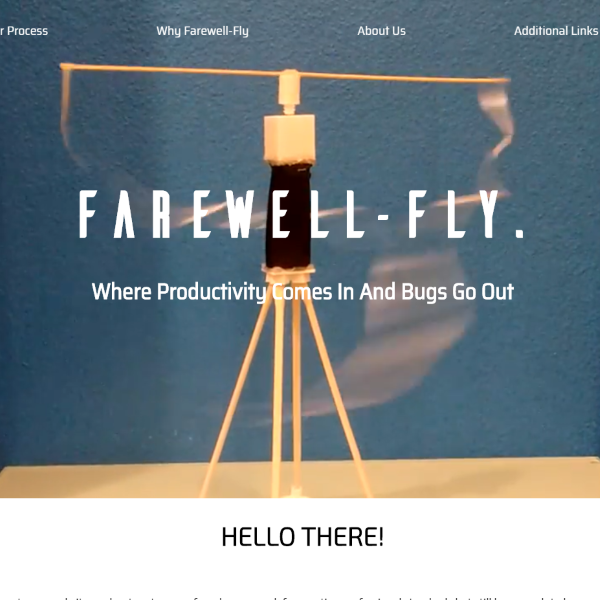 r Process Why Farewell-Fly About Us Additional Links
FAREWELL-FLY.
Where Productivity Comes In And Bugs Go Out
HELLO THERE!